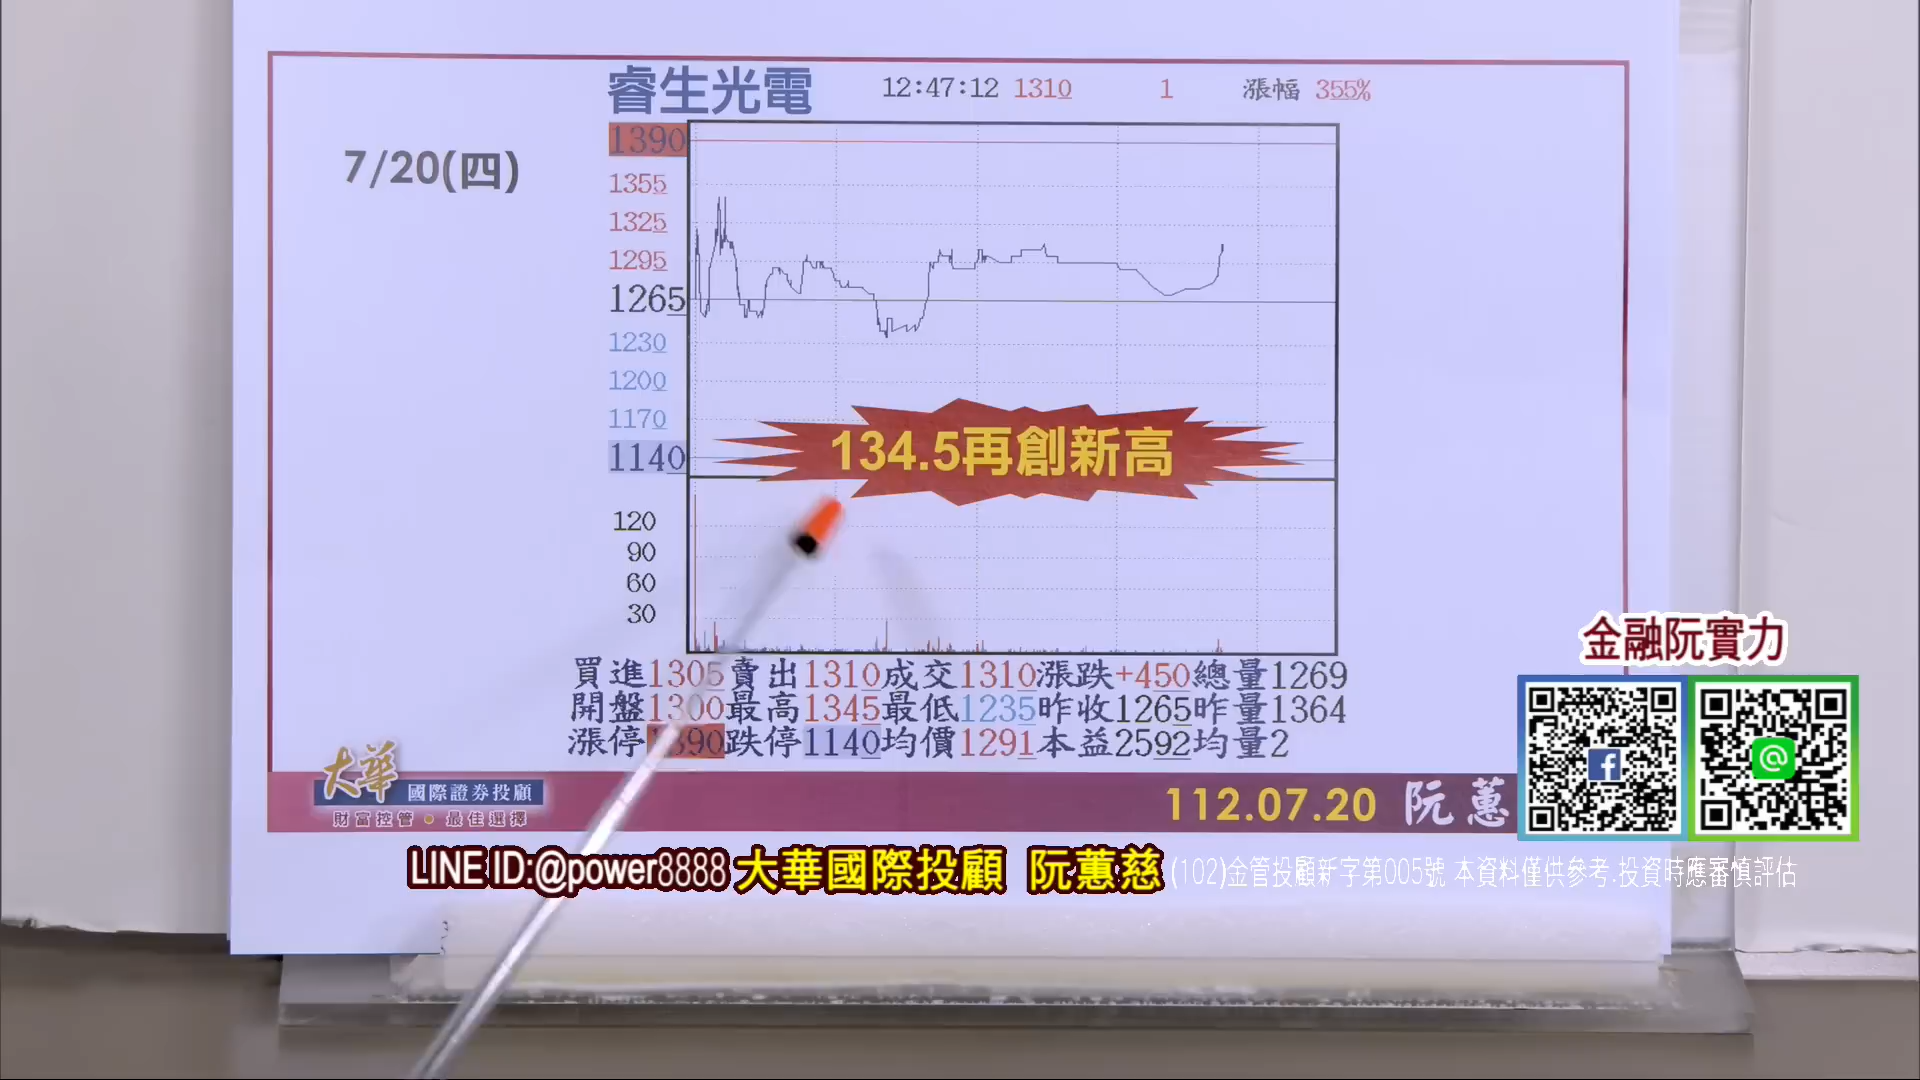 睿生光電 12:47:12 1310 1 漲幅 355%
7/20(四)
1390
1355
1325
1295
1265
1230
1200
1170
1140
134.5再創新高
120
90
60
30
買進1305賣出1310成交1310漲跌+450總量1269
開盤1300最高1345最低1235昨收1265昨量1364
漲停1390跌停1140均價1291本益2592均量2
大華
國際證券投顧
財富控管 • 最佳選擇
112.07.20 阮蕙
金融阮實力
LINE ID:@power8888 大華國際投顧 阮蕙慈 (102)金管投顧新字第005號 本資料僅供參考.投資時應審慎評估